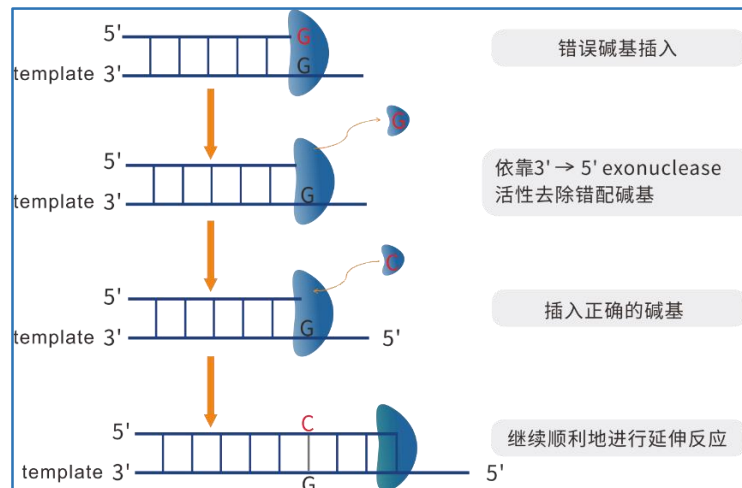 5' G
G
template 3'
错误碱基插入
G
5'
G
template 3'
依靠3' → 5' exonuclease
活性去除错配碱基
C
5'
G
template 3' 5'
插入正确的碱基
C
5'
template 3' 5'
G
继续顺利地进行延伸反应